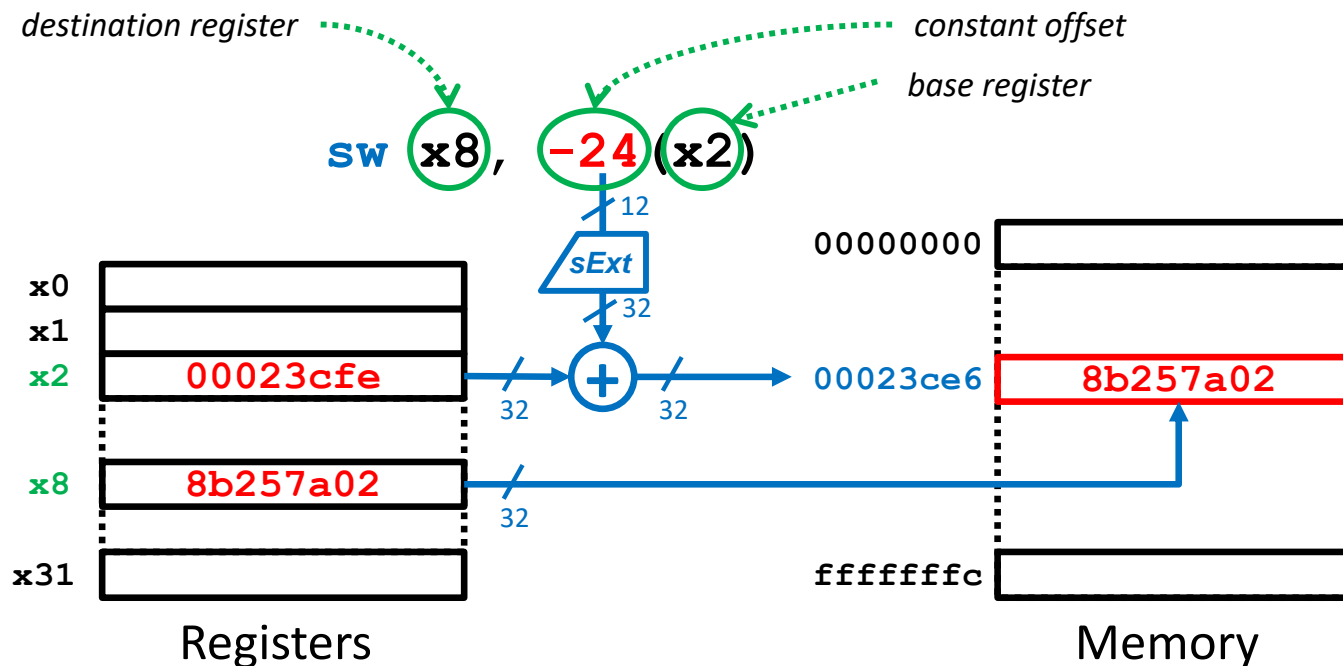 destination register
constant offset
base register
sw x8, -24(x2)
12
sExt
32
00000000
x0
x1
x2 00023cfe
32
+
32
00023ce6 8b257a02
x8 8b257a02
32
x31
fffffffc
Registers
Memory